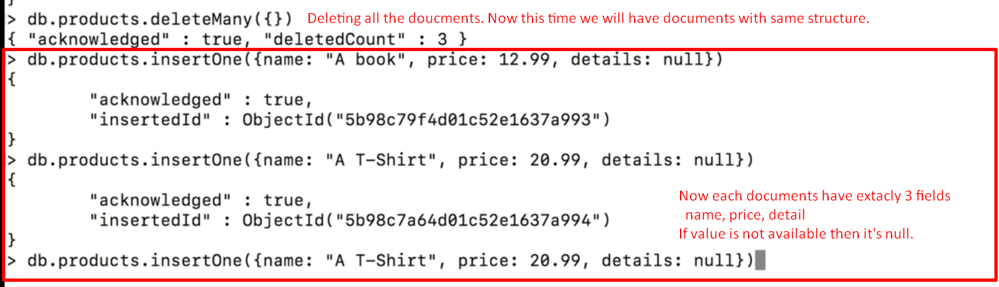 }
> db.products.deleteMany({}) Deleting all the doucments. Now this time we will have documents with same structure.
{ "acknowledged" : true, "deletedCount" : 3 }
> db.products.insertOne({name: "A book", price: 12.99, details: null})
{
"acknowledged" : true,
"insertedId" : ObjectId("5b98c79f4d01c52e1637a993")
}
> db.products.insertOne({name: "A T-Shirt", price: 20.99, details: null})
{
"acknowledged" : true,
"insertedId" : ObjectId("5b98c7a64d01c52e1637a994")
}
Now each documents have extacly 3 fields
name, price, detail
If value is not available then it's null.
> db.products.insertOne({name: "A T-Shirt", price: 20.99, details: null})